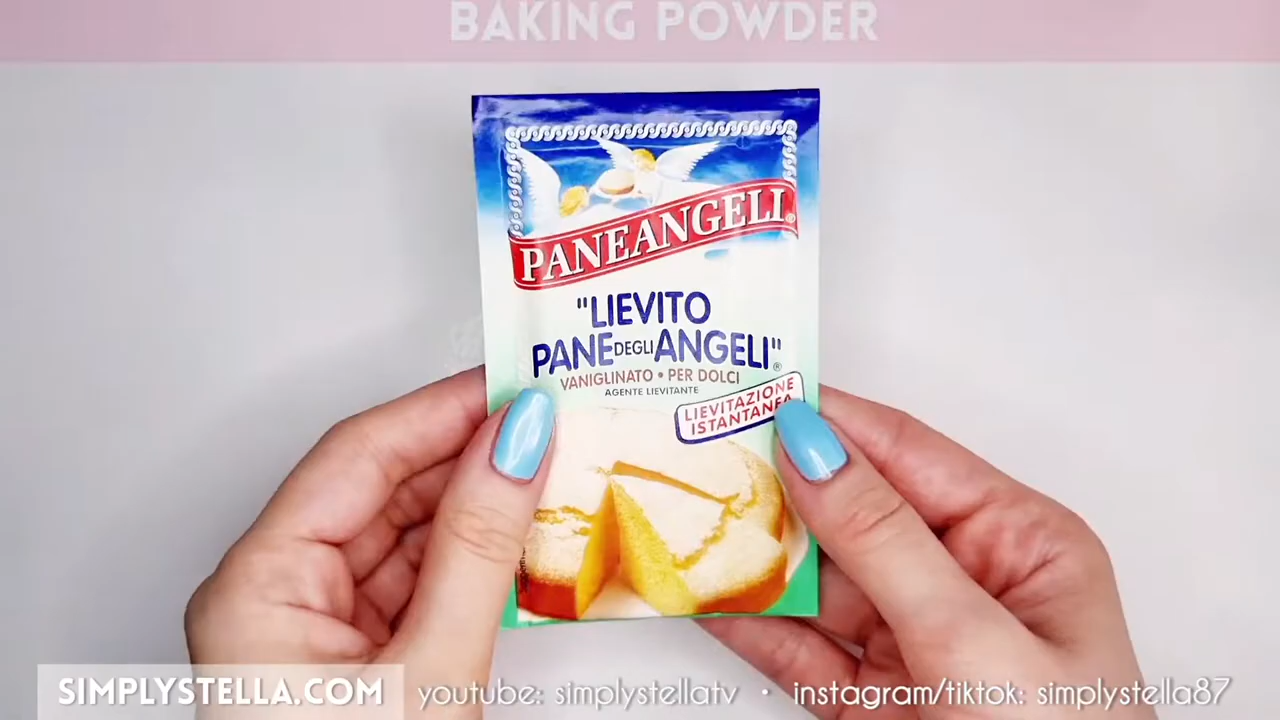 BAKING POWDER
PANEANGELI®
"LIEVITO
PANE DEGLI ANGELI"®
VANIGLINATO • PER DOLCI
AGENTE LIEVITANTE
LIEVITAZIONE
ISTANTANEA
SIMPLYSTELLA.COM youtube: simplystellatv • instagram/tiktok: simplystella87